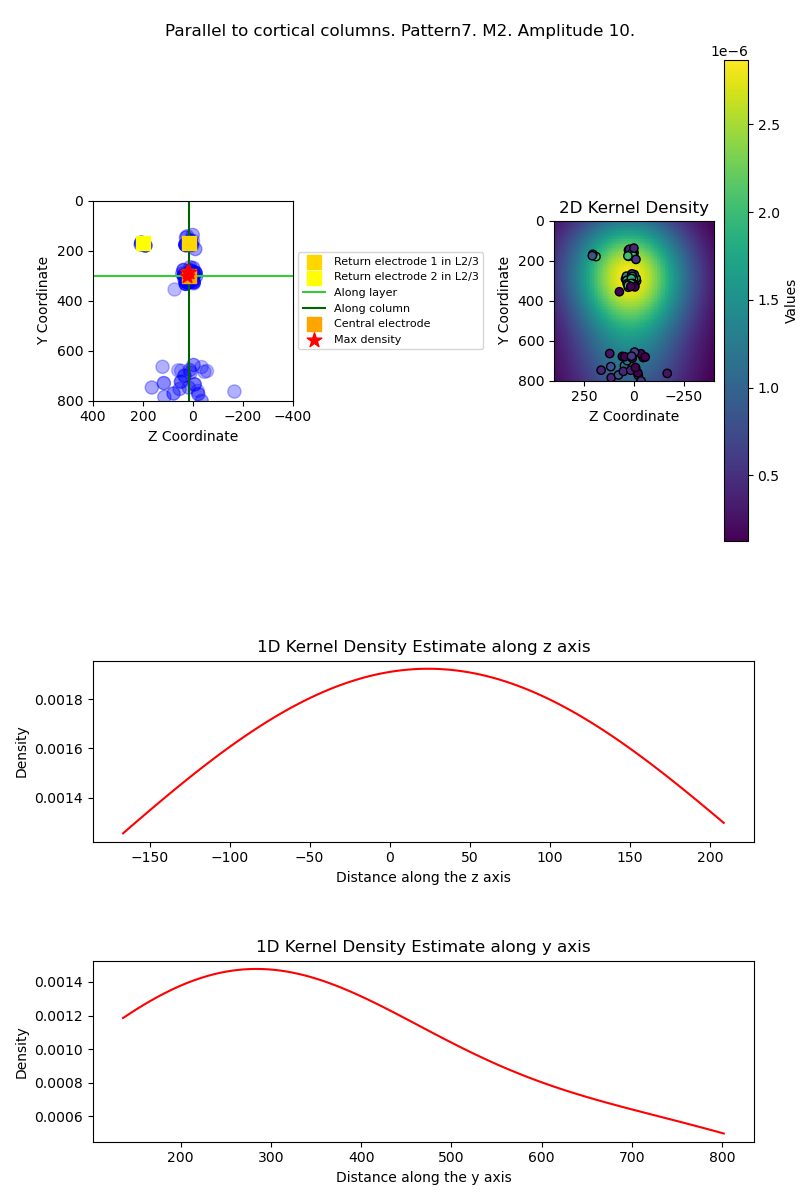 Parallel to cortical columns. Pattern7. M2. Amplitude 10.
1e−6
2D Kernel Density
0
200
400
600
800
Y Coordinate
400
200
0
−200
−400
Z Coordinate
Return electrode 1 in L2/3
Return electrode 2 in L2/3
Along layer
Along column
Central electrode
Max density
0
200
400
600
800
Y Coordinate
250
0
−250
Z Coordinate
2.5
2.0
1.5
1.0
0.5
Values
1D Kernel Density Estimate along z axis
0.0018
0.0016
0.0014
Density
−150
−100
−50
0
50
100
150
200
Distance along the z axis
1D Kernel Density Estimate along y axis
0.0014
0.0012
0.0010
0.0008
0.0006
Density
200
300
400
500
600
700
800
Distance along the y axis